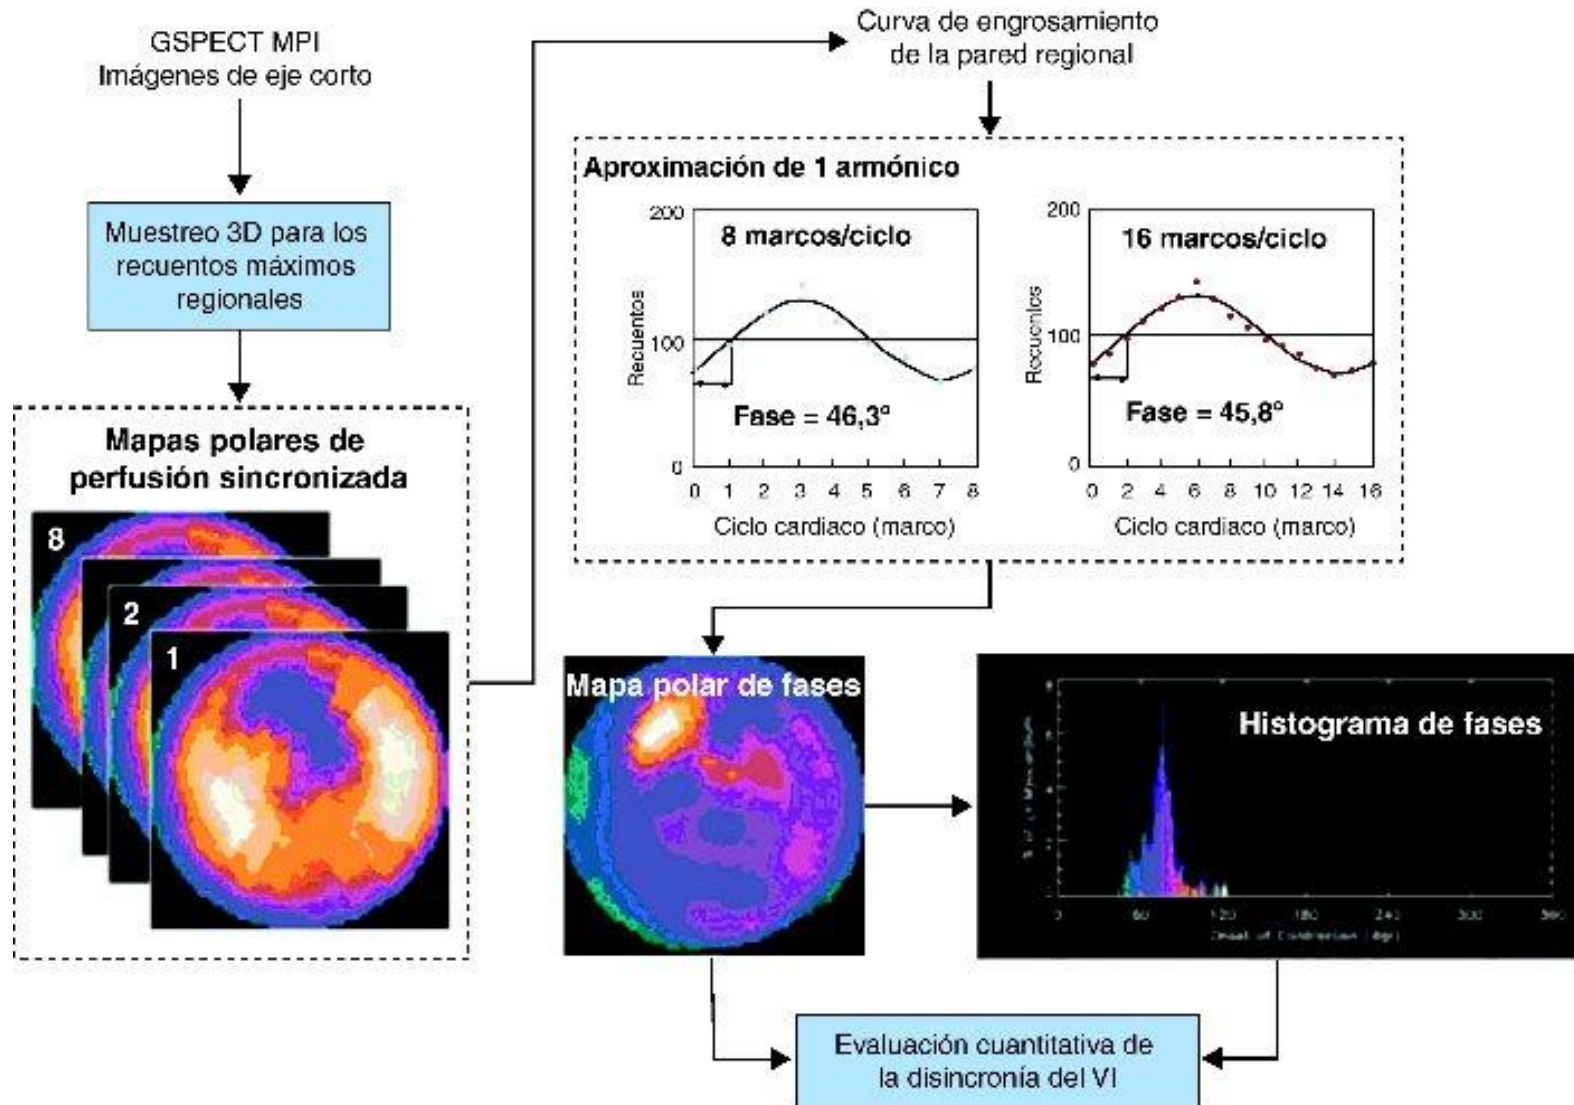 GSPECT MPI
Imágenes de eje corto
Muestreo 3D para los
recuentos máximos
regionales
Mapas polares de
perfusión sincronizada
8
2
1
Curva de engrosamiento
de la pared regional
Aproximación de 1 armónico
200
8 marcos/ciclo
Recuentos
100
Fase = 46,3º
0
0 1 2 3 4 5 6 7 8
Ciclo cardiaco (marco)
200
16 marcos/ciclo
Recuentos
100
Fase = 45,8º
0
0 2 4 6 8 10 12 14 16
Ciclo cardiaco (marco)
Mapa polar de fases
Histograma de fases
0 60 120 180 240 300 360
Onset of Contraction
Evaluación cuantitativa de
la disincronía del VI